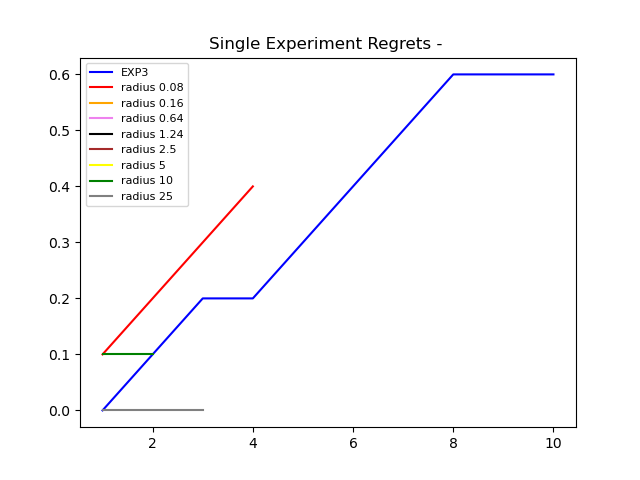 Single Experiment Regrets -
EXP3
radius 0.08
radius 0.16
radius 0.64
radius 1.24
radius 2.5
radius 5
radius 10
radius 25
0.6
0.5
0.4
0.3
0.2
0.1
0.0
2 4 6 8 10